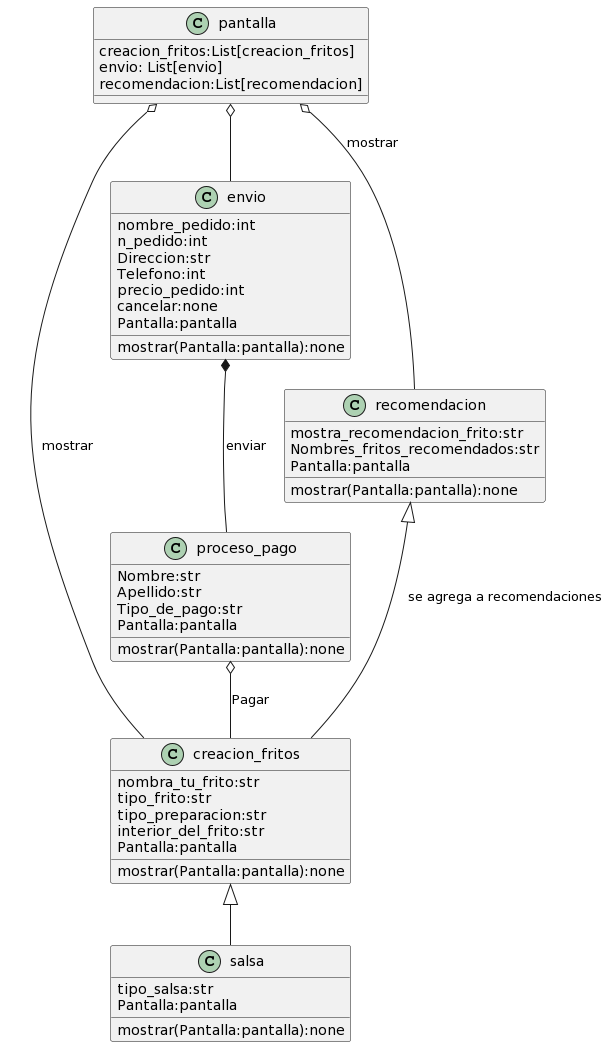 C pantalla
creacion_fritos:List[creacion_fritos]
envio: List[envio]
recomendacion:List[recomendacion]
mostrar
C envio
nombre_pedido:int
n_pedido:int
Direccion:str
Telefono:int
precio_pedido:int
cancelar:none
Pantalla:pantalla
mostrar(Pantalla:pantalla):none
C recomendacion
mostra_recomendacion_frito:str
Nombres_fritos_recomendados:str
Pantalla:pantalla
mostrar(Pantalla:pantalla):none
mostrar
enviar
C proceso_pago
Nombre:str
Apellido:str
Tipo_de_pago:str
Pantalla:pantalla
mostrar(Pantalla:pantalla):none
se agrega a recomendaciones
Pagar
C creacion_fritos
nombra_tu_frito:str
tipo_frito:str
tipo_preparacion:str
interior_del_frito:str
Pantalla:pantalla
mostrar(Pantalla:pantalla):none
C salsa
tipo_salsa:str
Pantalla:pantalla
mostrar(Pantalla:pantalla):none